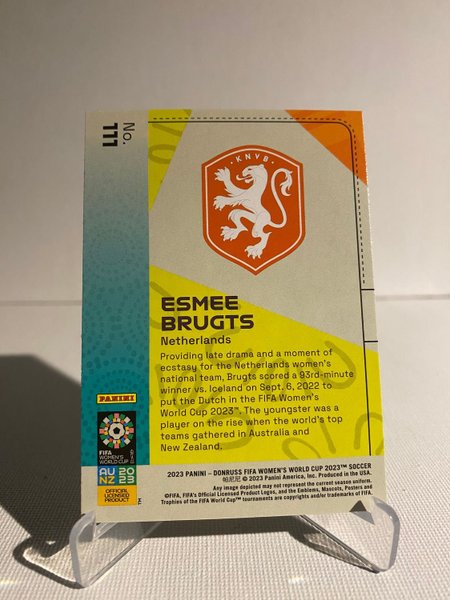 No.
111
KNVB
ESMEE
BRUGTS
Netherlands
Providing late drama and a moment of
ecstasy for the Netherlands women's
national team, Brugts scored a 93rd-minute
winner vs. Iceland on Sept. 6, 2022 to
put the Dutch in the FIFA Women's
World Cup 2023™. The youngster was a
player on the rise when the world's top
teams gathered in Australia and
New Zealand.
PANINI
FIFA
WOMEN'S
WORLD CUP
AU 20
NZ 23
OFFICIAL
LICENSED
PRODUCT
2023 PANINI – DONRUSS FIFA WOMEN'S WORLD CUP 2023™ SOCCER
帕尼尼 © 2023 Panini America, Inc. Produced in the USA.
Any image depicted may not represent the current season uniform.
©FIFA, FIFA's Official Licensed Product Logos, and the Emblems, Mascots, Posters and
Trophies of the FIFA World Cup™ tournaments are copyrights and/or trademarks of FIFA.